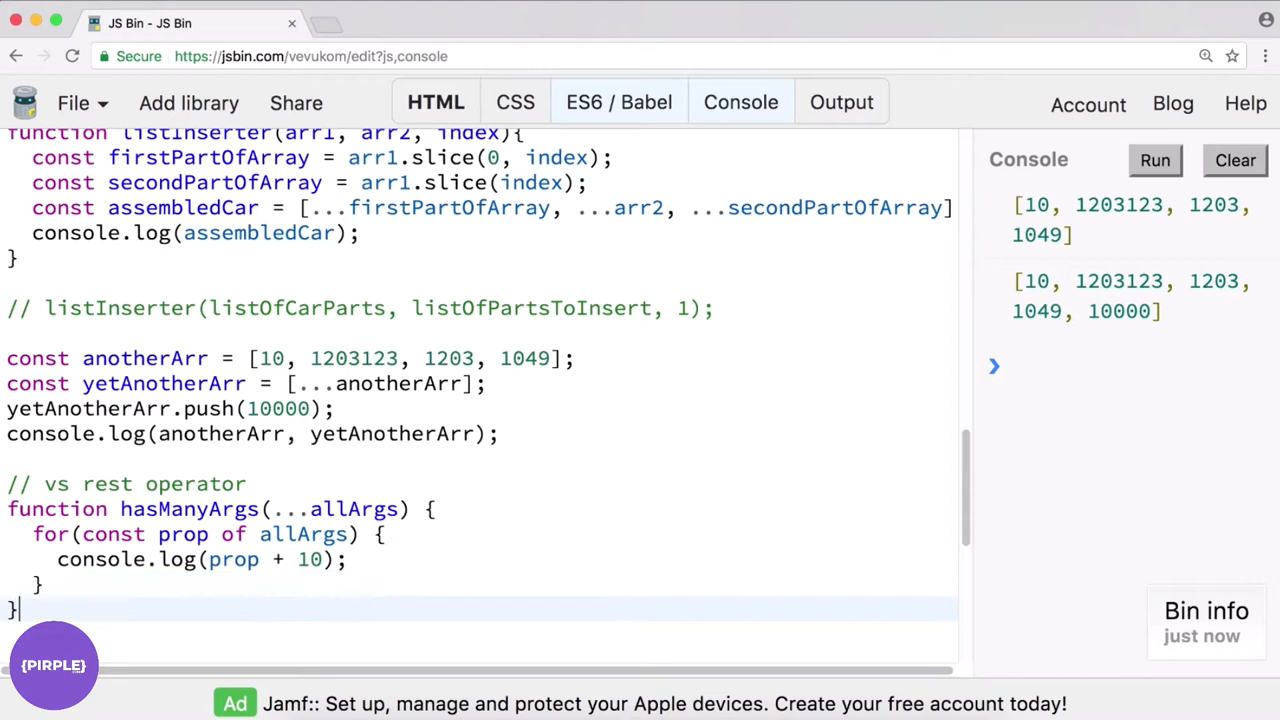 JS Bin - JS Bin
Secure https://jsbin.com/vevukom/edit?js,console
File Add library Share HTML CSS ES6 / Babel Console Output Account Blog Help
function listInserter(arr1, arr2, index){
const firstPartOfArray = arr1.slice(0, index);
const secondPartOfArray = arr1.slice(index);
const assembledCar = [...firstPartOfArray, ...arr2, ...secondPartOfArray]
console.log(assembledCar);
}
// listInserter(listOfCarParts, listOfPartsToInsert, 1);
const anotherArr = [10, 1203123, 1203, 1049];
const yetAnotherArr = [...anotherArr];
yetAnotherArr.push(10000);
console.log(anotherArr, yetAnotherArr);
// vs rest operator
function hasManyArgs(...allArgs) {
for(const prop of allArgs) {
console.log(prop + 10);
}
}
Console Run Clear
[10, 1203123, 1203,
1049]
[10, 1203123, 1203,
1049, 10000]
Bin info
just now
{PIRPLE}
Ad Jamf:: Set up, manage and protect your Apple devices. Create your free account today!